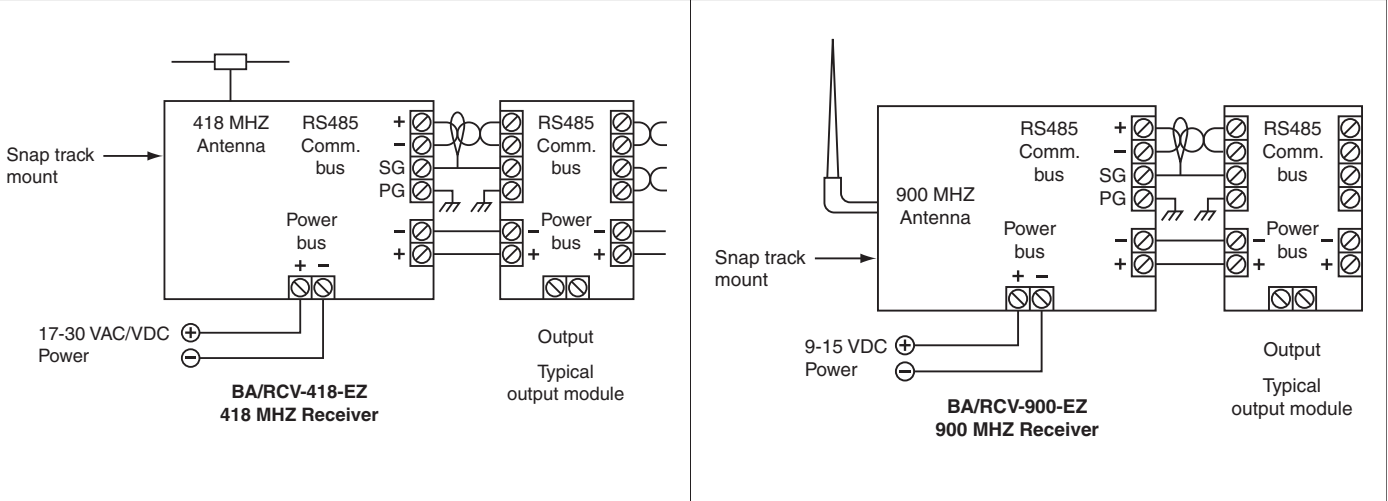 418 MHZ
Antenna
RS485
Comm.
bus
+
−
SG
PG
RS485
Comm.
bus
Snap track
mount
Power
bus
+ −
−
+
−
+
Power
bus
−
+
17-30 VAC/VDC +
Power −
BA/RCV-418-EZ
418 MHZ Receiver
Output
Typical
output module
RS485
Comm.
bus
+
−
SG
PG
RS485
Comm.
bus
900 MHZ
Antenna
Snap track
mount
Power
bus
+ −
−
+
−
+
Power
bus
−
+
9-15 VDC +
Power −
BA/RCV-900-EZ
900 MHZ Receiver
Output
Typical
output module